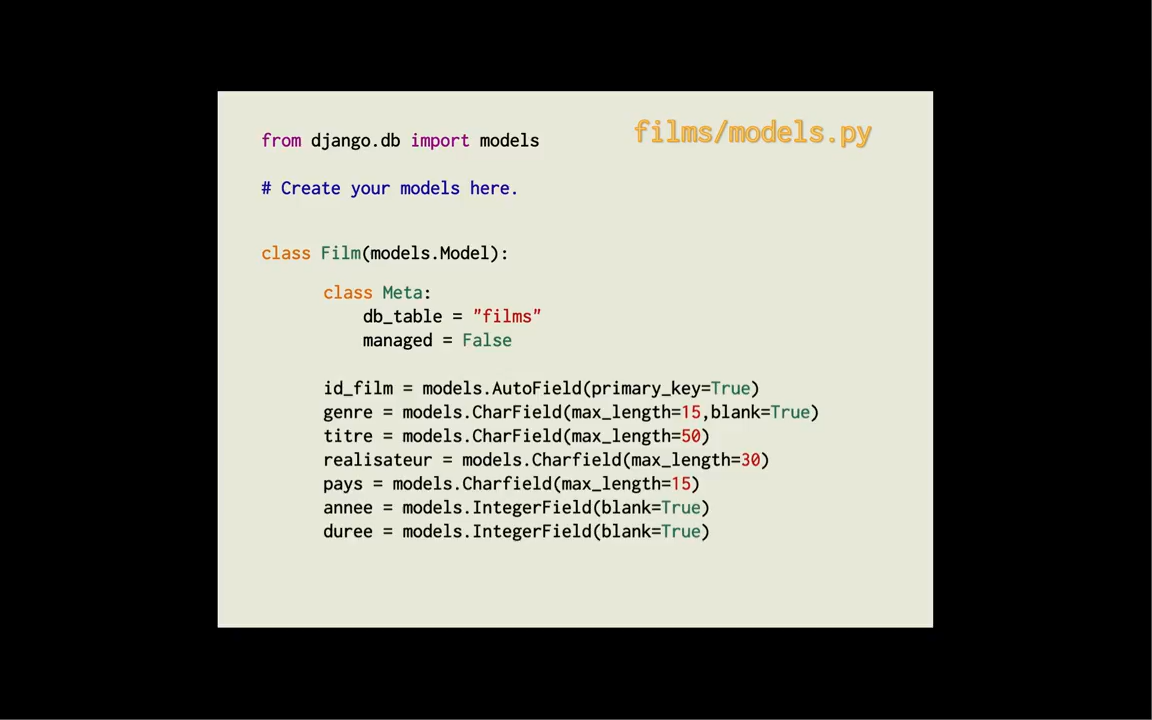 films/models.py
from django.db import models
# Create your models here.
class Film(models.Model):
class Meta:
db_table = "films"
managed = False
id_film = models.AutoField(primary_key=True)
genre = models.CharField(max_length=15,blank=True)
titre = models.CharField(max_length=50)
realisateur = models.Charfield(max_length=30)
pays = models.Charfield(max_length=15)
annee = models.IntegerField(blank=True)
duree = models.IntegerField(blank=True)